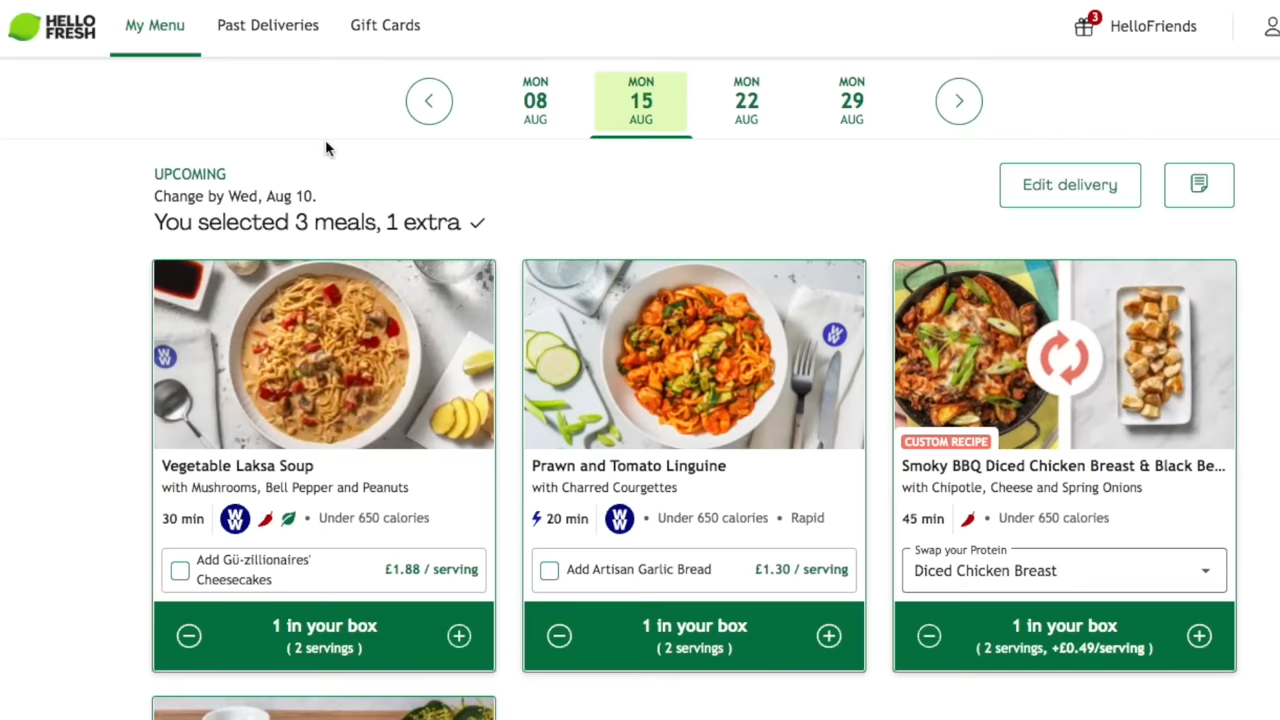 HELLO
FRESH
My Menu
Past Deliveries
Gift Cards
3
HelloFriends
MON
08
AUG
MON
15
AUG
MON
22
AUG
MON
29
AUG
UPCOMING
Change by Wed, Aug 10.
You selected 3 meals, 1 extra
Edit delivery
W
W
CUSTOM RECIPE
Vegetable Laksa Soup
with Mushrooms, Bell Pepper and Peanuts
30 min
WW
• Under 650 calories
Add Gü-zillionaires'
Cheesecakes
£1.88 / serving
1 in your box
( 2 servings )
Prawn and Tomato Linguine
with Charred Courgettes
20 min
WW
• Under 650 calories • Rapid
Add Artisan Garlic Bread
£1.30 / serving
1 in your box
( 2 servings )
Smoky BBQ Diced Chicken Breast & Black Be...
with Chipotle, Cheese and Spring Onions
45 min
• Under 650 calories
Swap your Protein
Diced Chicken Breast
1 in your box
( 2 servings, +£0.49/serving )